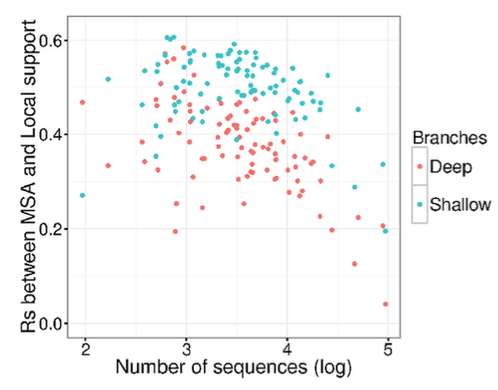 Rs between MSA and Local support
0.6
0.4
0.2
0.0
2
3
4
5
Number of sequences (log)
Branches
Deep
Shallow